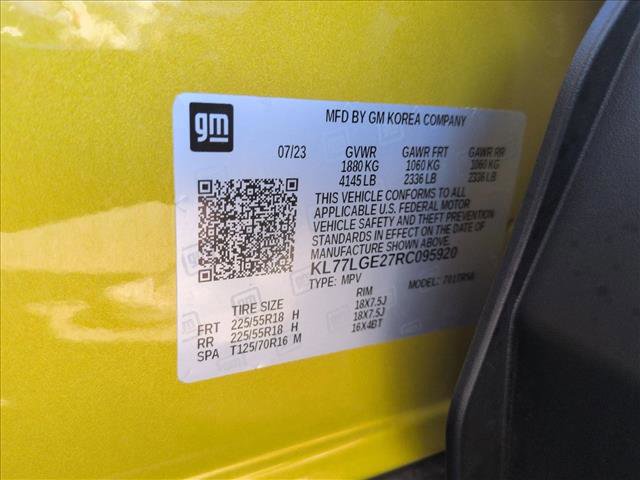 gm
MFD BY GM KOREA COMPANY
07/23 GVWR GAWR FRT GAWR RR
1880 KG 1060 KG 1060 KG
4145 LB 2336 LB 2336 LB
THIS VEHICLE CONFORMS TO ALL
APPLICABLE U.S. FEDERAL MOTOR
VEHICLE SAFETY AND THEFT PREVENTION
STANDARDS IN EFFECT ON THE DATE OF
MANUFACTURE SHOWN ABOVE.
KL77LGE27RC095920
TYPE: MPV MODEL:
TIRE SIZE RIM
FRT 225/55R18 H 18X7.5J
RR 225/55R18 H 18X7.5J
SPA T125/70R16 M 16X4BT